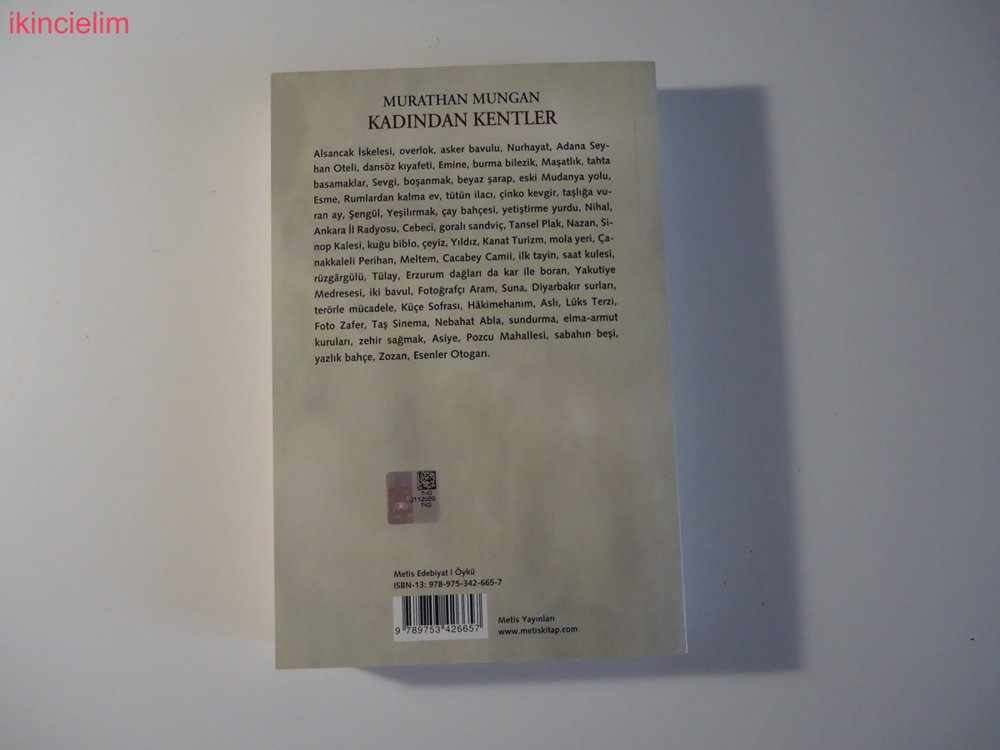 ikincielim
MURATHAN MUNGAN
KADINDAN KENTLER
Alsancak İskelesi, overlok, asker bavulu, Nurhayat, Adana Sey-
han Oteli, dansöz kıyafeti, Emine, burma bilezik, Maşatlık, tahta
basamaklar, Sevgi, boşanmak, beyaz şarap, eski Mudanya yolu,
Esme, Rumlardan kalma ev, tütün ilacı, çinko kevgir, taşlığa vu-
ran ay, Şengül, Yeşilırmak, çay bahçesi, yetiştirme yurdu, Nihal,
Ankara İl Radyosu, Cebeci, goralı sandviç, Tansel Plak, Nazan, Si-
nop Kalesi, kuğu biblo, çeyiz, Yıldız, Kanat Turizm, mola yeri, Ça-
nakkaleli Perihan, Meltem, Cacabey Camii, ilk tayin, saat kulesi,
rüzgârgülü, Tülay, Erzurum dağları da kar ile boran, Yakutiye
Medresesi, iki bavul, Fotoğrafçı Aram, Suna, Diyarbakır surları,
terörle mücadele, Küçe Sofrası, Hâkimehanım, Aslı, Lüks Terzi,
Foto Zafer, Taş Sinema, Nebahat Abla, sundurma, elma-armut
kuruları, zehir sağmak, Asiye, Pozcu Mahallesi, sabahın beşi,
yazlık bahçe, Zozan, Esenler Otogarı.
Metis Edebiyat | Öykü
ISBN-13: 978-975-342-665-7
9 789753 426657
Metis Yayınları
www.metiskitap.com